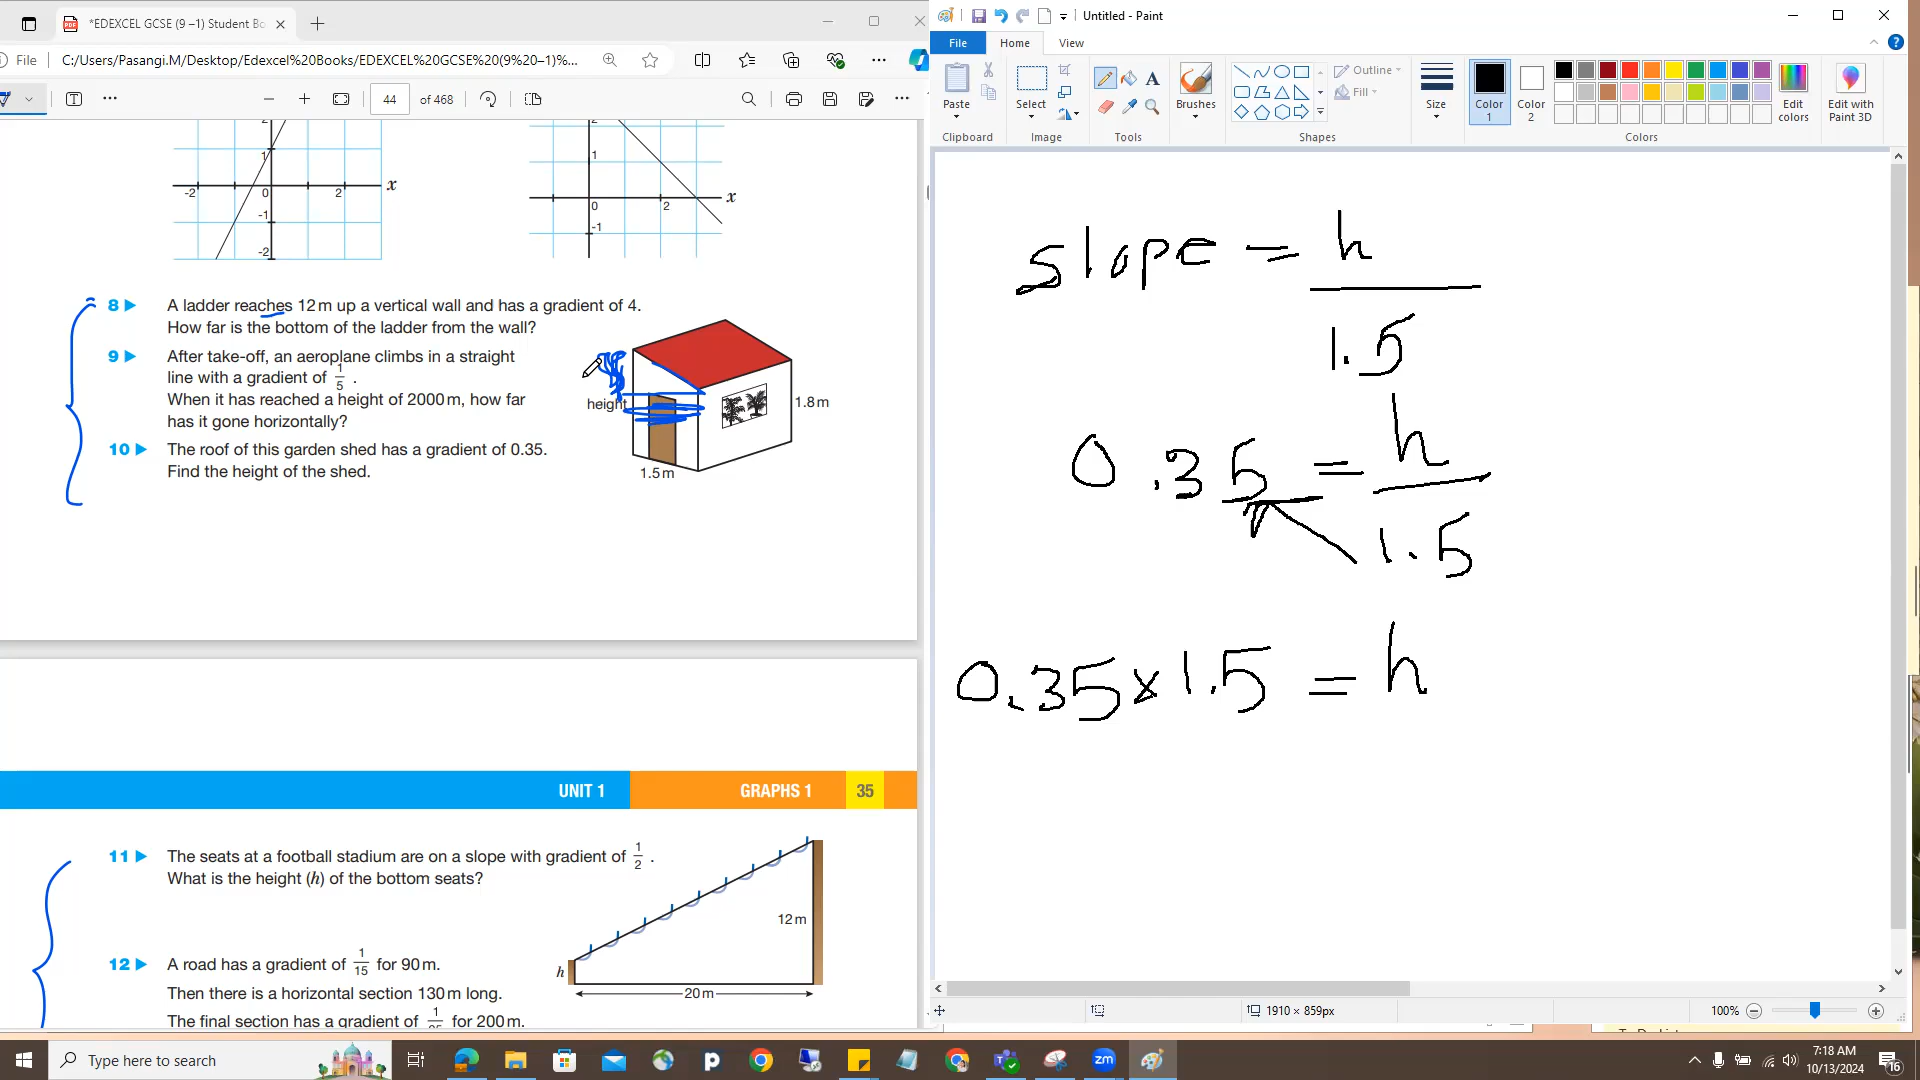 *EDEXCEL GCSE (9 –1) Student Bo
File
C:/Users/Pasangi.M/Desktop/Edexcel%20Books/EDEXCEL%20GCSE%20(9%20–1)%...
44 of 468
x
-2 0 2
1
-1
-2
x
1
0 2
-1
8 A ladder reaches 12 m up a vertical wall and has a gradient of 4.
How far is the bottom of the ladder from the wall?
9 After take-off, an aeroplane climbs in a straight
line with a gradient of 1/5 .
When it has reached a height of 2000 m, how far
has it gone horizontally?
10 The roof of this garden shed has a gradient of 0.35.
Find the height of the shed.
height
1.8 m
1.5 m
UNIT 1 GRAPHS 1 35
11 The seats at a football stadium are on a slope with gradient of 1/2 .
What is the height (h) of the bottom seats?
12 m
h
20 m
12 A road has a gradient of 1/15 for 90 m.
Then there is a horizontal section 130 m long.
The final section has a gradient of 1/25 for 200 m.
Untitled - Paint
File Home View
Paste
Clipboard
Select
Image
Tools
Brushes
Outline
Fill
Shapes
Size
Color 1
Color 2
Edit colors
Colors
Edit with Paint 3D
slope = h
1.5
0.35 = h
1.5
0.35 × 1.5 = h
1910 × 859px
100%
Type here to search
zm
7:18 AM
10/13/2024
16